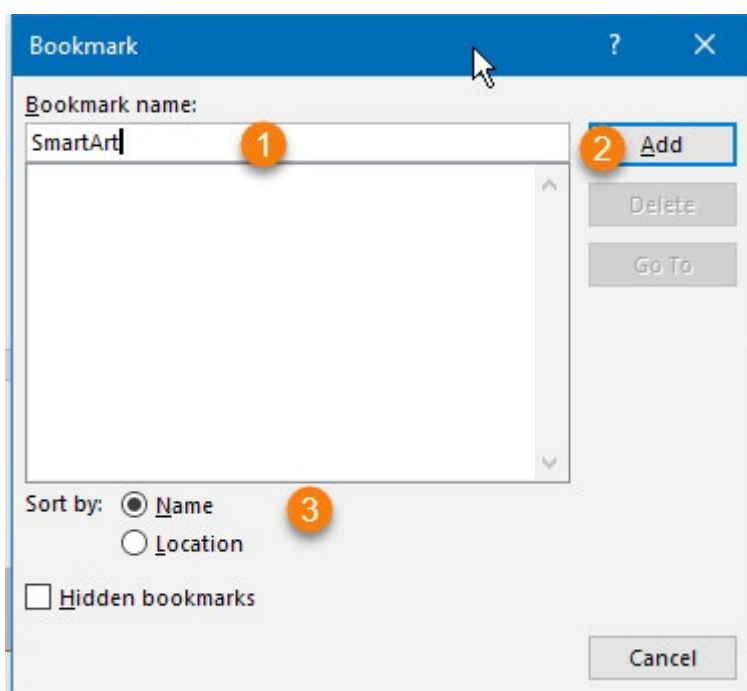 Bookmark ? ×
Bookmark name:
SmartArt 1
2 Add
Delete
Go To
Sort by: Name 3
Location
Hidden bookmarks
Cancel